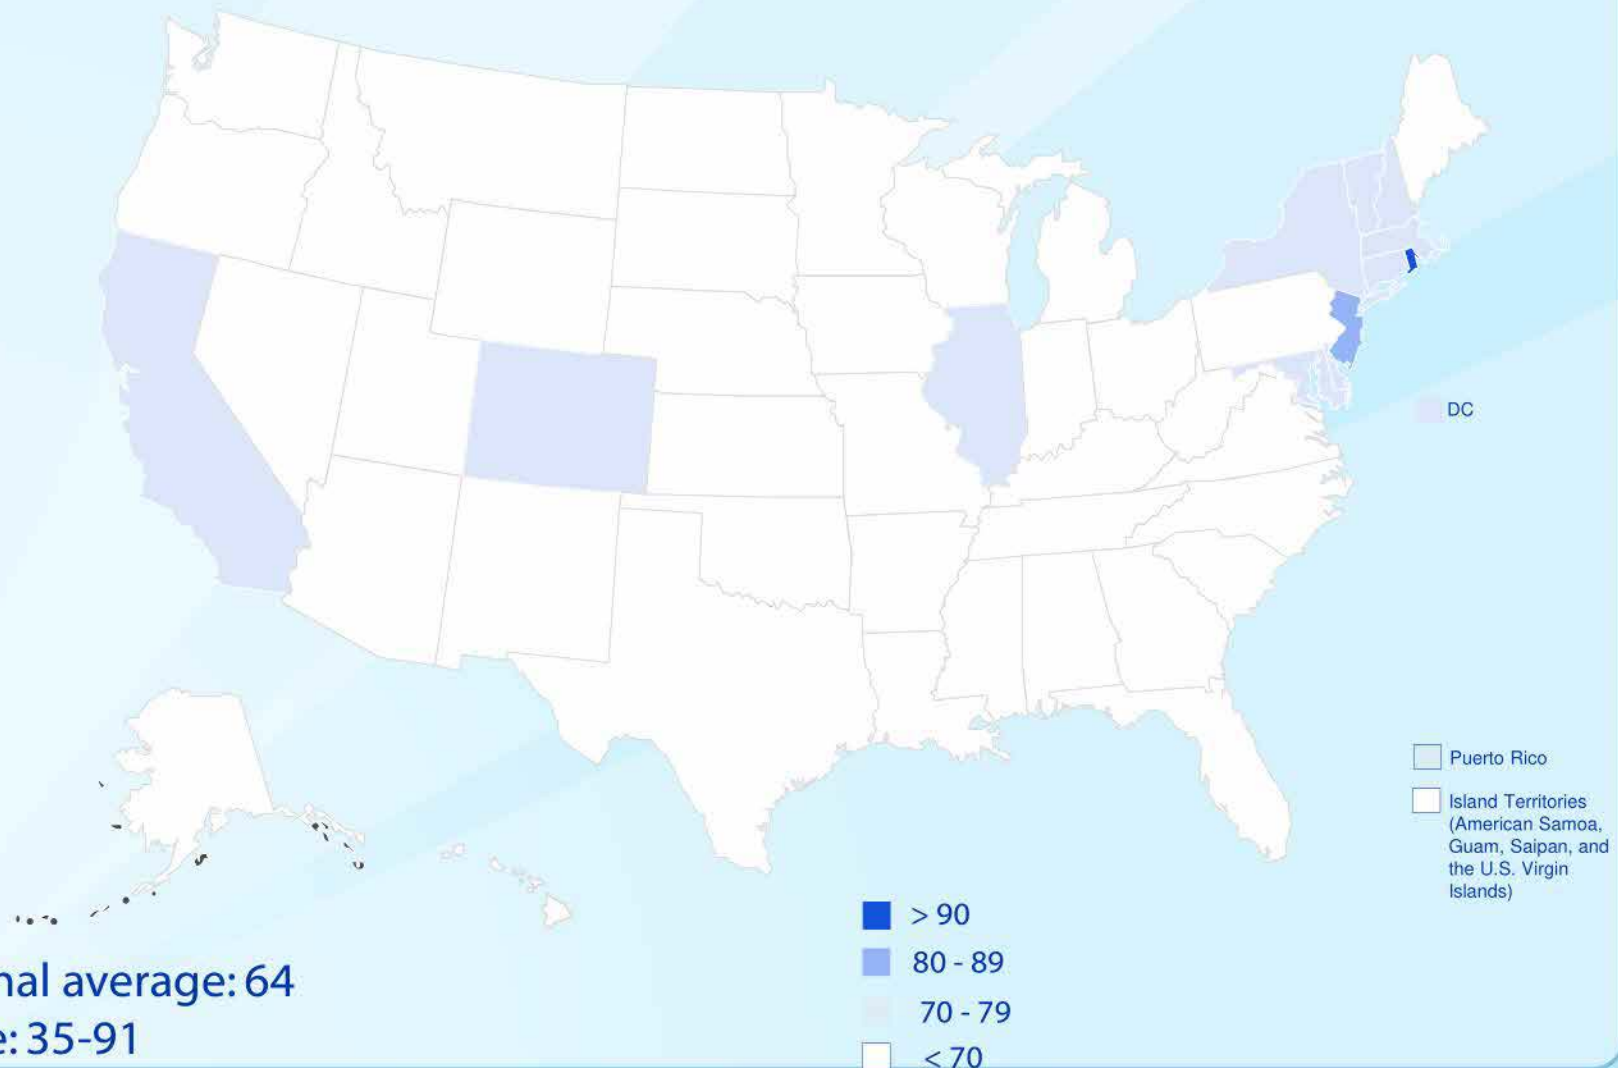 DC
Puerto Rico
Island Territories
(American Samoa,
Guam, Saipan, and
the U.S. Virgin
Islands)
> 90
80 - 89
70 - 79
< 70
nal average: 64
e: 35-91